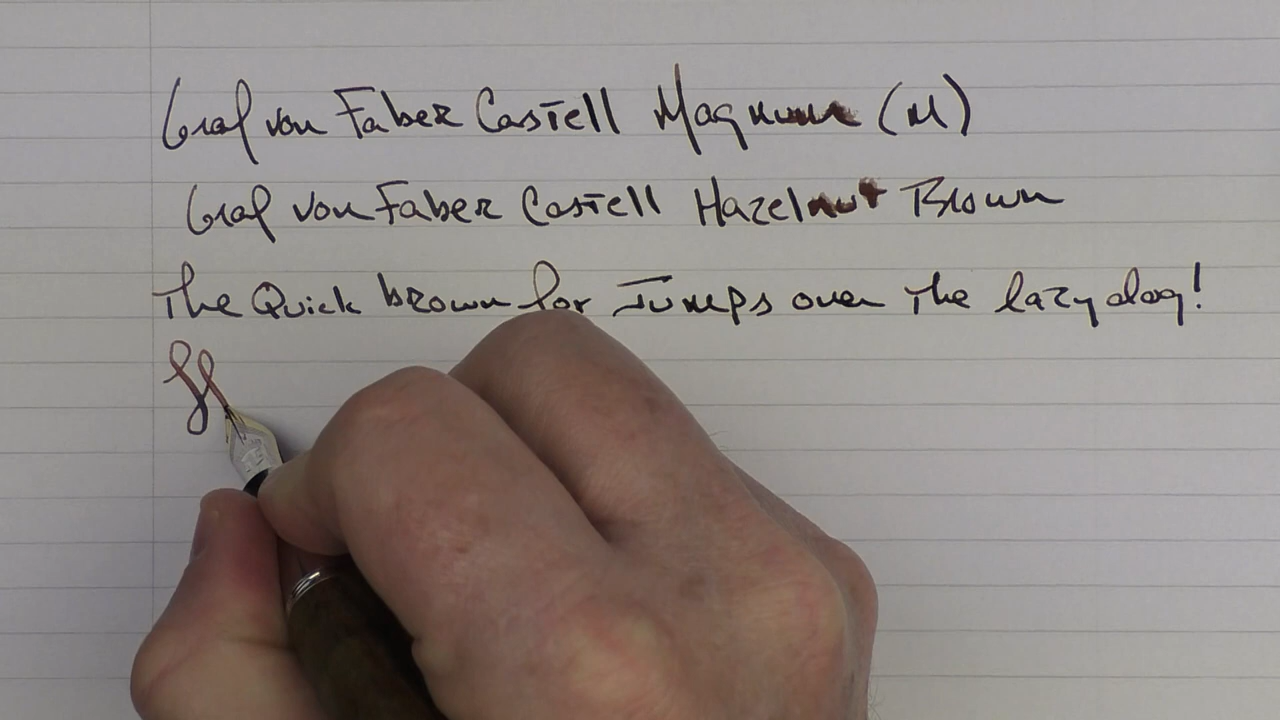 Graf von Faber Castell Magnum (M)
Graf von Faber Castell Hazelnut Brown
The Quick brown fox Jumps over The lazy dog!